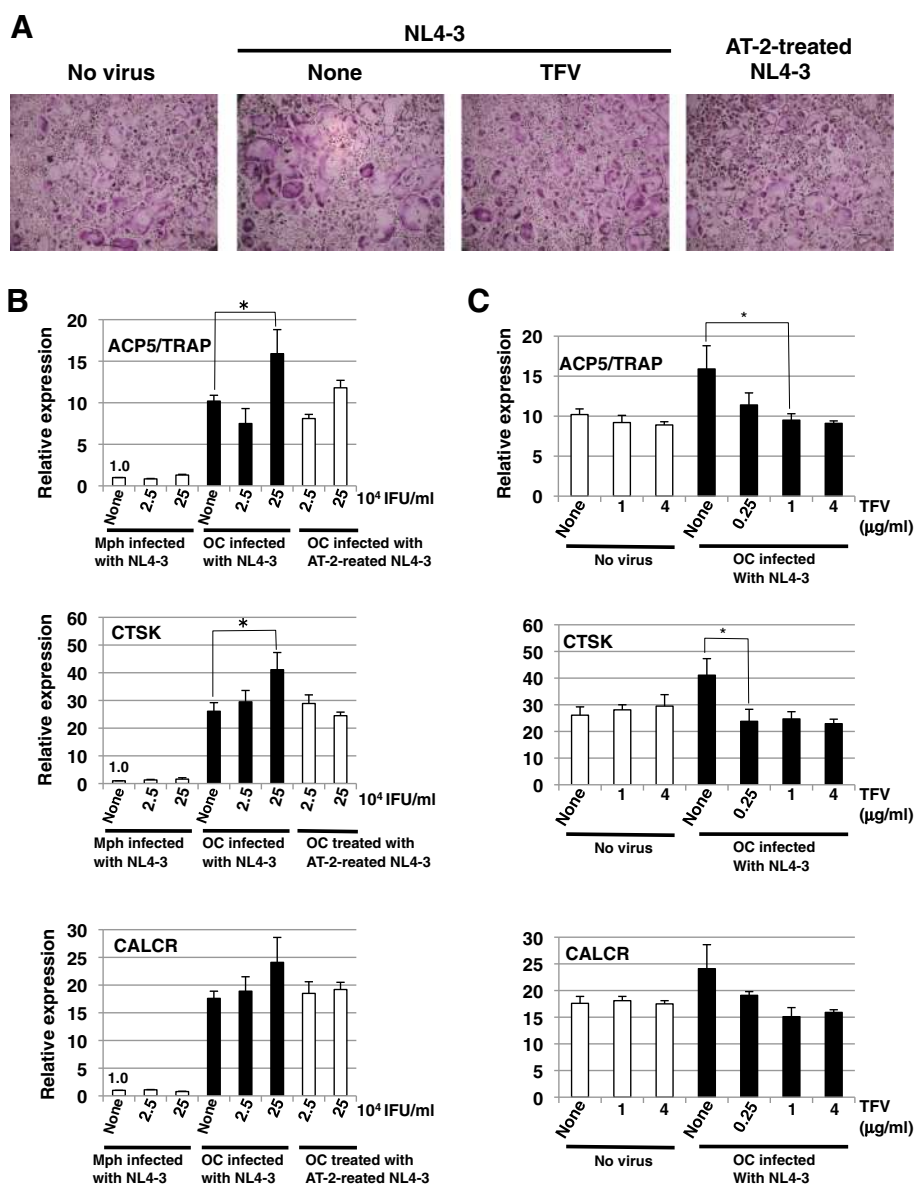 A
NL4-3
No virus
None
TFV
AT-2-treated
NL4-3
B
Relative expression
20
15
10
5
0
ACP5/TRAP
*
1.0
None
2.5
25
None
2.5
25
2.5
25
10⁴ IFU/ml
Mph infected
with NL4-3
OC infected
with NL4-3
OC infected with
AT-2-reated NL4-3
Relative expression
60
50
40
30
20
10
0
CTSK
*
1.0
None
2.5
25
None
2.5
25
2.5
25
10⁴ IFU/ml
Mph infected
with NL4-3
OC infected
with NL4-3
OC treated with
AT-2-reated NL4-3
Relative expression
30
25
20
15
10
5
0
CALCR
1.0
None
2.5
25
None
2.5
25
2.5
25
10⁴ IFU/ml
Mph infected
with NL4-3
OC infected
with NL4-3
OC treated with
AT-2-reated NL4-3
C
Relative expression
20
15
10
5
0
ACP5/TRAP
*
None
1
4
None
0.25
1
4
TFV
(µg/ml)
No virus
OC infected
With NL4-3
60
50
40
30
20
10
0
CTSK
*
None
1
4
None
0.25
1
4
TFV
(µg/ml)
No virus
OC infected
With NL4-3
30
25
20
15
10
5
0
CALCR
None
1
4
None
0.25
1
4
TFV
(µg/ml)
No virus
OC infected
With NL4-3